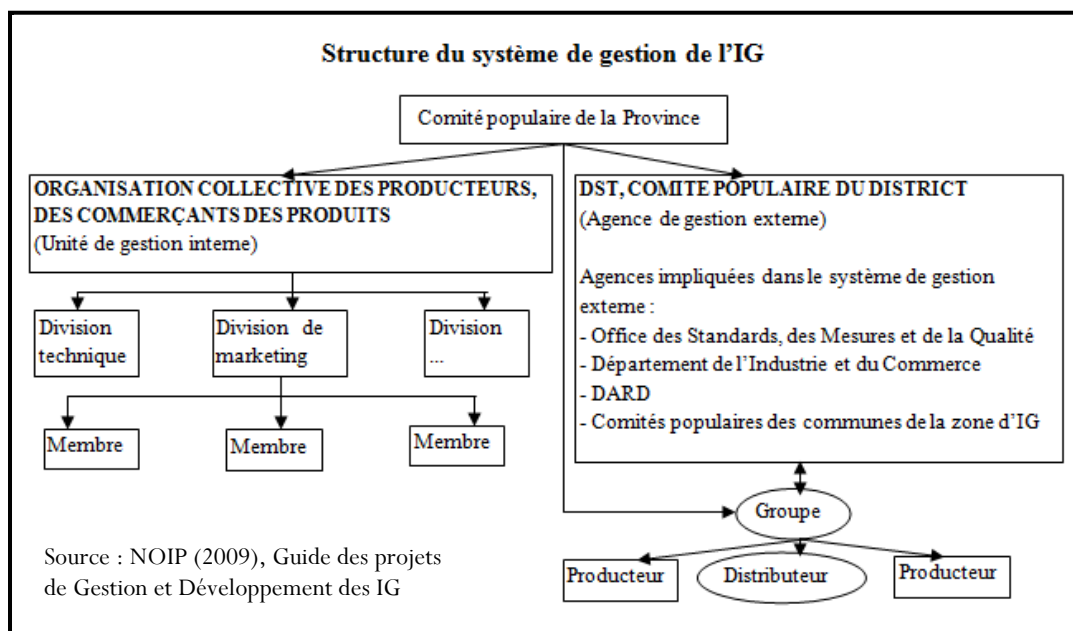 Structure du système de gestion de l'IG
Comité populaire de la Province
ORGANISATION COLLECTIVE DES PRODUCTEURS,
DES COMMERÇANTS DES PRODUITS
(Unité de gestion interne)
DST, COMITE POPULAIRE DU DISTRICT
(Agence de gestion externe)
Agences impliquées dans le système de gestion
externe :
- Office des Standards, des Mesures et de la Qualité
- Département de l'Industrie et du Commerce
- DARD
- Comités populaires des communes de la zone d'IG
Division
technique
Division de
marketing
Division
...
Membre
Membre
Membre
Groupe
Producteur
Distributeur
Producteur
Source : NOIP (2009), Guide des projets
de Gestion et Développement des IG